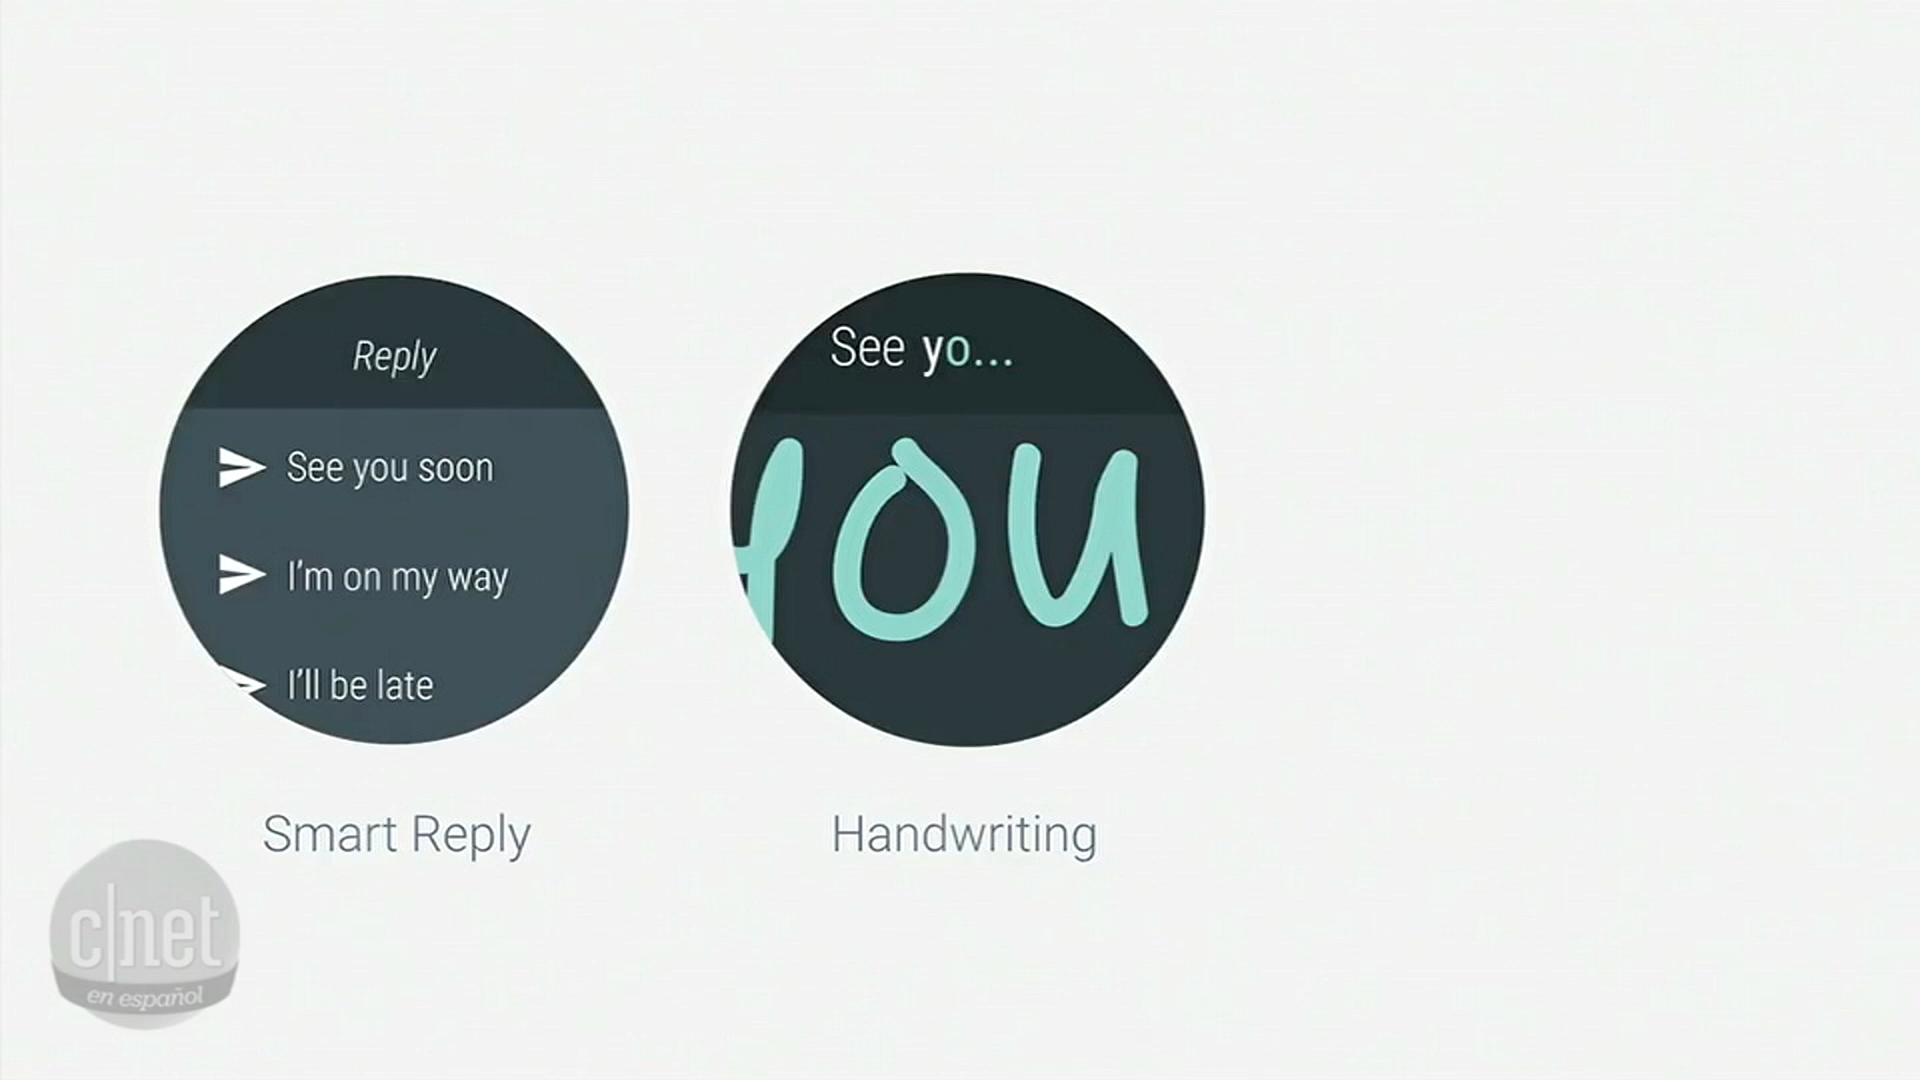 Reply
See you soon
I'm on my way
I'll be late
Smart Reply
See yo...
you
Handwriting
c|net
en español